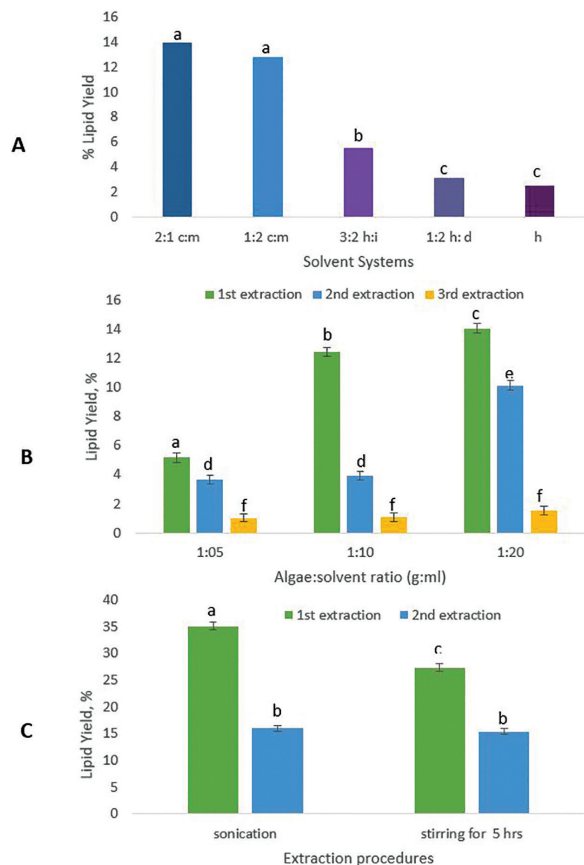 A
% Lipid Yield
16
14
12
10
8
6
4
2
0
a
a
b
c
c
2:1 c:m 1:2 c:m 3:2 h:i 1:2 h: d h
Solvent Systems
B
Lipid Yield, %
1st extraction 2nd extraction 3rd extraction
16
14
12
10
8
6
4
2
0
a d f b d f c e f
1:05 1:10 1:20
Algae:solvent ratio (g:ml)
C
Lipid Yield, %
1st extraction 2nd extraction
40
35
30
25
20
15
10
5
0
a b c b
sonication stirring for 5 hrs
Extraction procedures